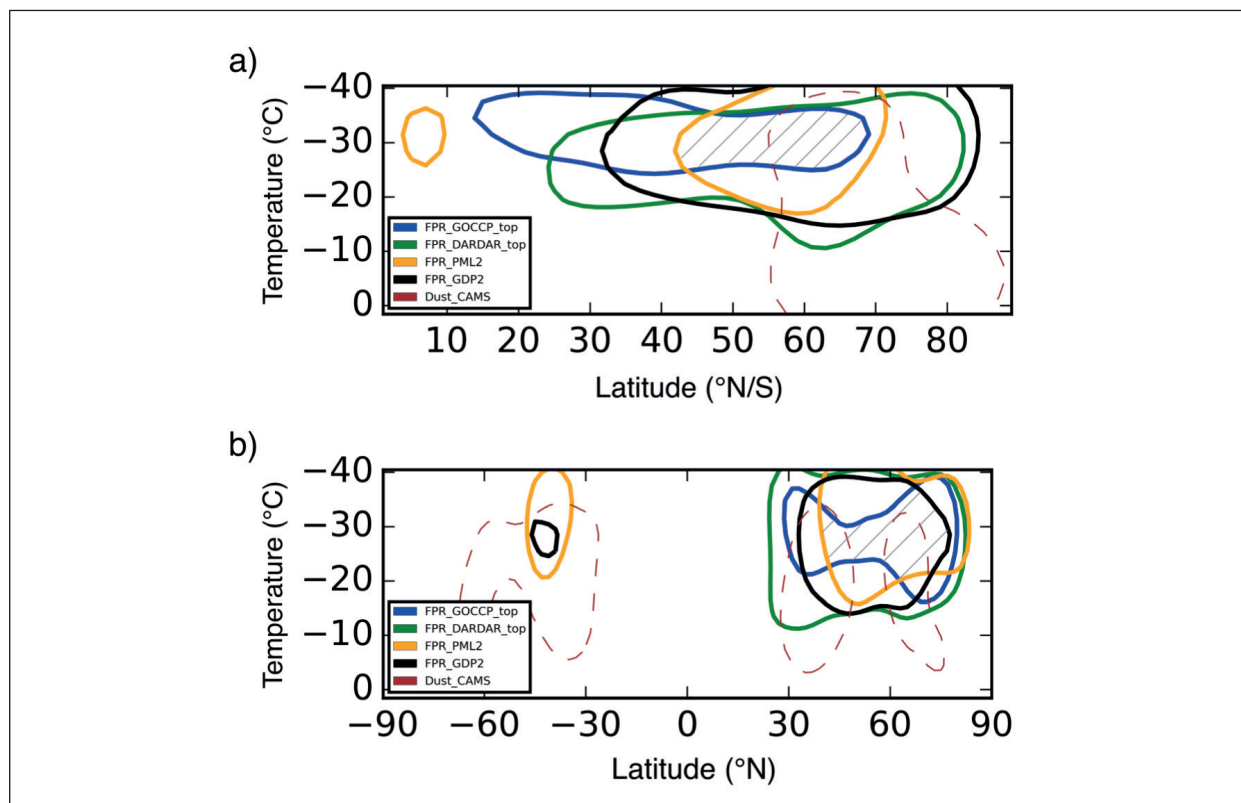 a)
−40
−30
−20
−10
0
Temperature (°C)
FPR_GOCCP_top
FPR_DARDAR_top
FPR_PML2
FPR_GDP2
Dust_CAMS
10 20 30 40 50 60 70 80
Latitude (°N/S)
b)
−40
−30
−20
−10
0
Temperature (°C)
FPR_GOCCP_top
FPR_DARDAR_top
FPR_PML2
FPR_GDP2
Dust_CAMS
−90 −60 −30 0 30 60 90
Latitude (°N)